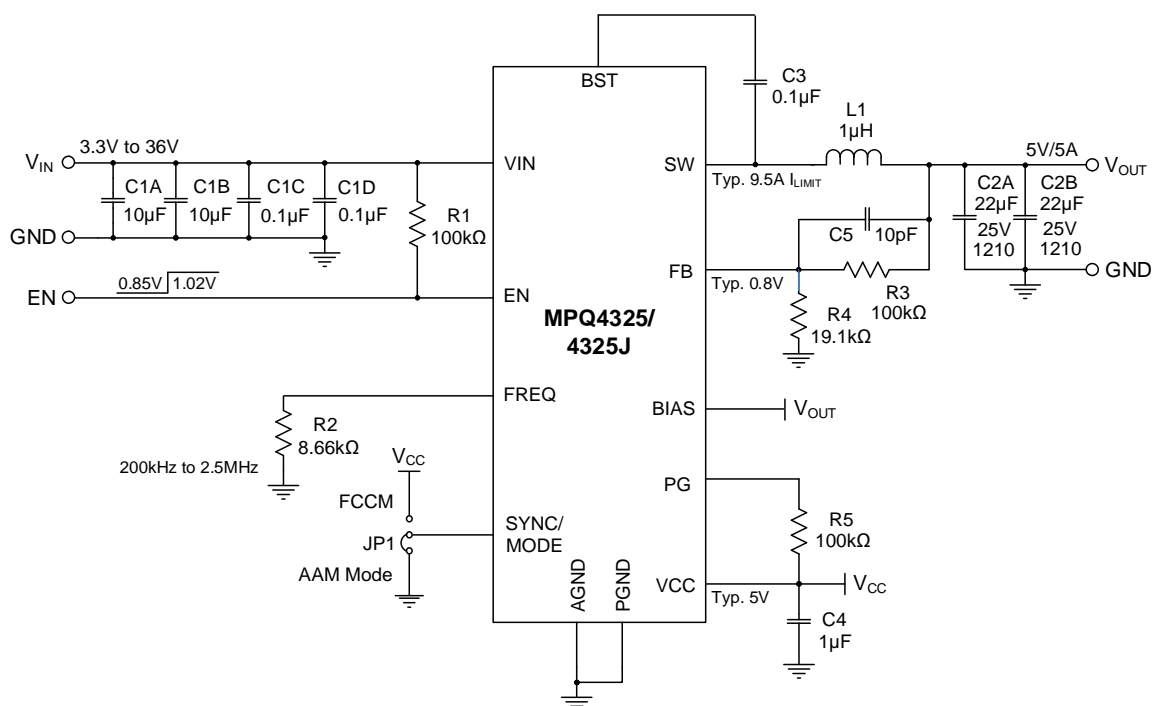 BST
C3
0.1µF
L1
1µH
V_IN
3.3V to 36V
VIN
SW
Typ. 9.5A I_LIMIT
5V/5A
V_OUT
C1A
10µF
C1B
10µF
C1C
0.1µF
C1D
0.1µF
R1
100kΩ
C2A
22µF
25V
1210
C2B
22µF
25V
1210
GND
C5
10pF
FB
Typ. 0.8V
R3
100kΩ
GND
EN
0.85V
1.02V
EN
R4
19.1kΩ
MPQ4325/
4325J
FREQ
R2
8.66kΩ
200kHz to 2.5MHz
BIAS
V_OUT
V_CC
FCCM
JP1
AAM Mode
SYNC/
MODE
PG
R5
100kΩ
AGND
PGND
VCC
Typ. 5V
V_CC
C4
1µF